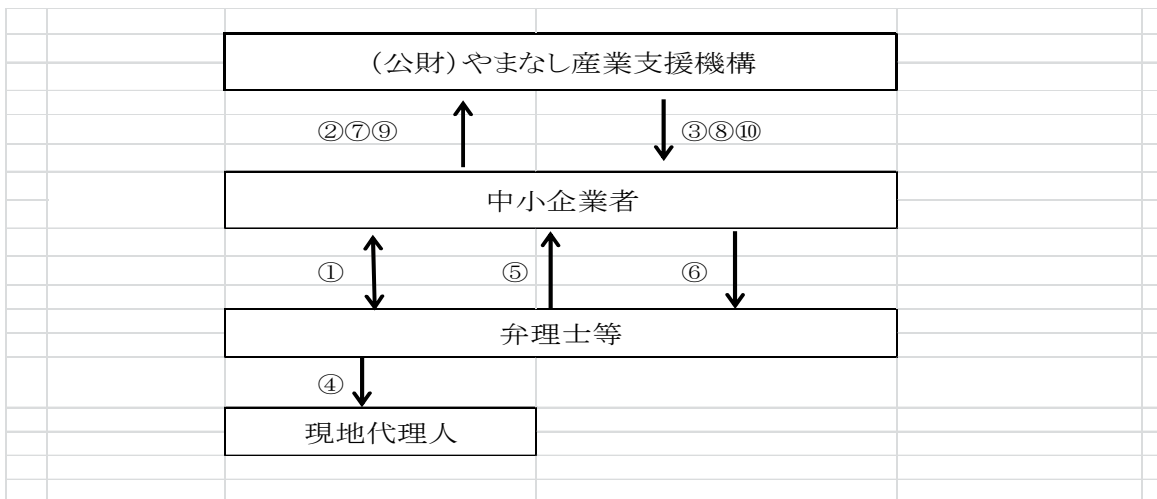 (公財)やまなし産業支援機構
②⑦⑨
③⑧⑩
中小企業者
①
⑤
⑥
弁理士等
④
現地代理人